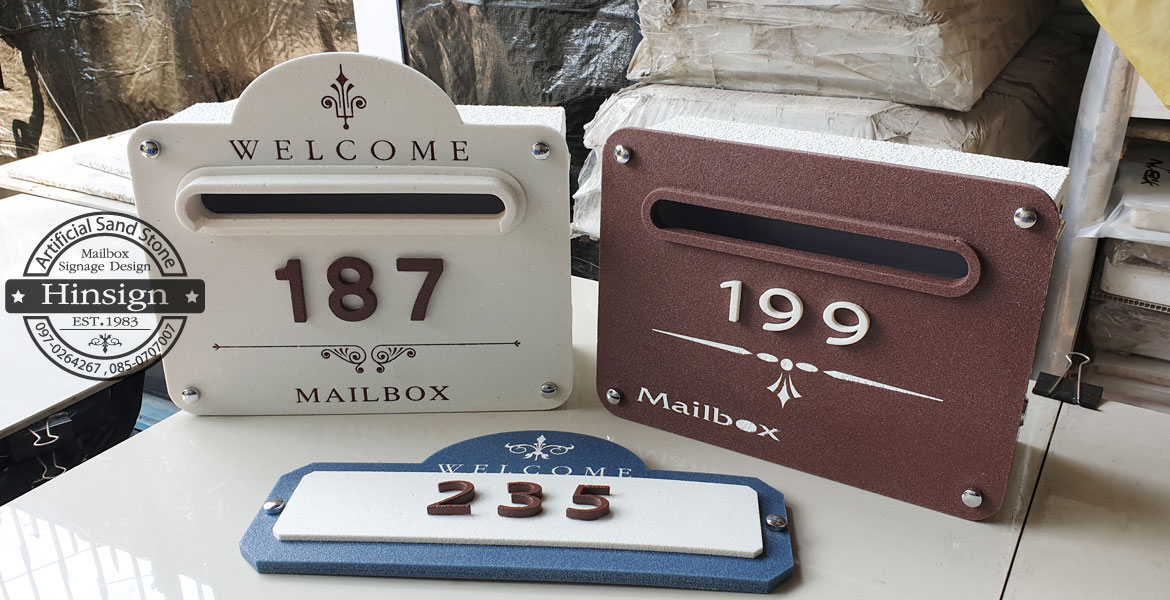 WELCOME
187
MAILBOX
199
Mailbox
WELCOME
235
Artificial Sand Stone
Mailbox
Signage Design
Hinsign
EST.1983
097-0264267 , 085-0707007